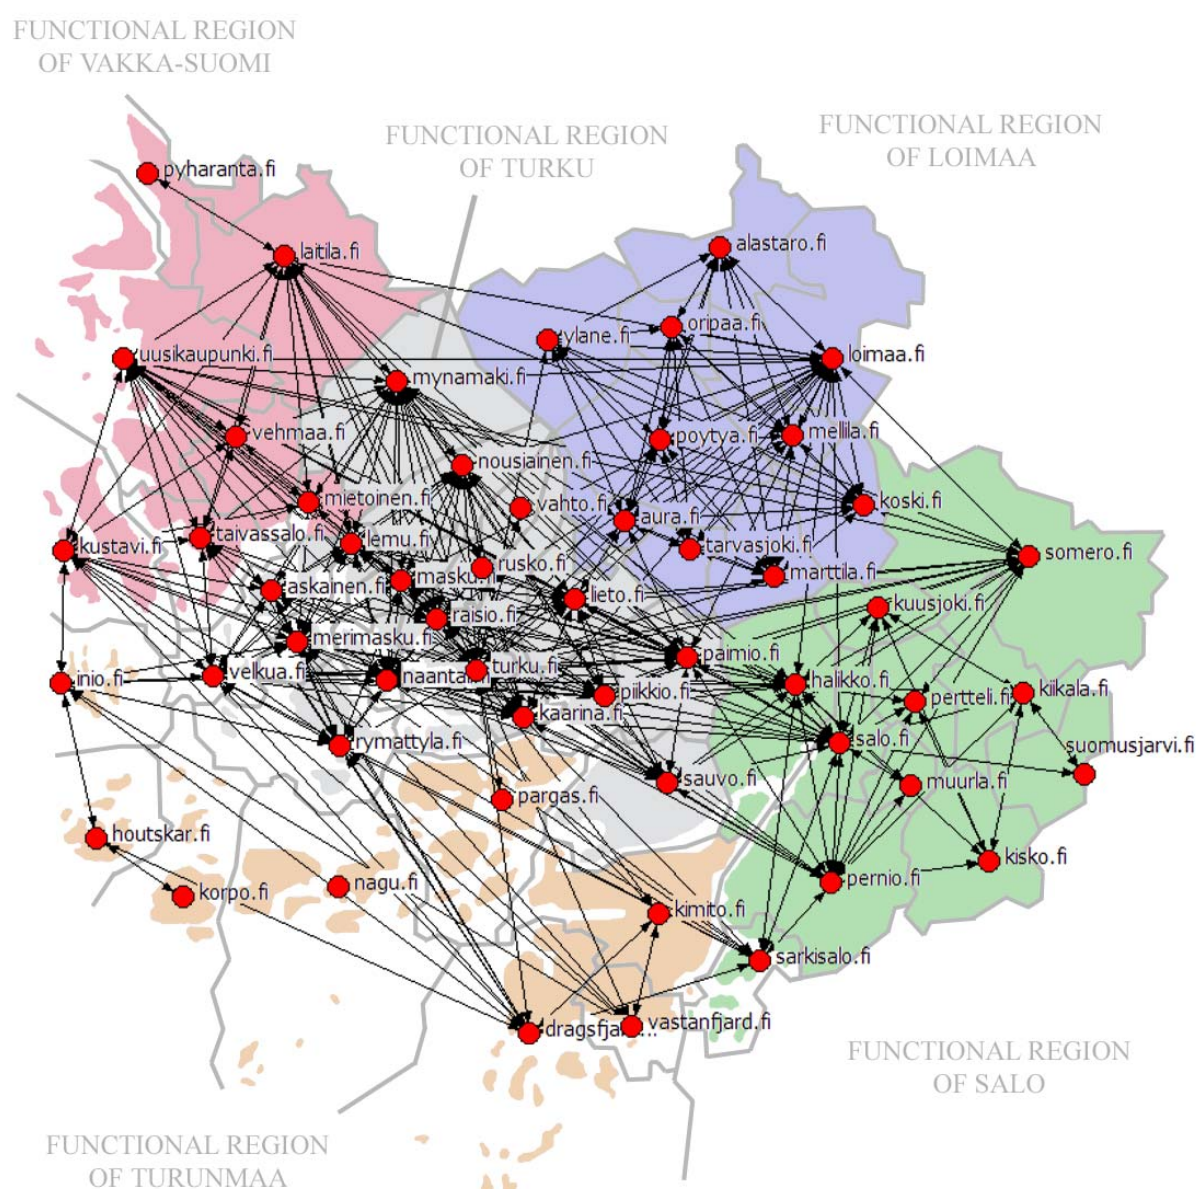 FUNCTIONAL REGION
OF VAKKA-SUOMI
FUNCTIONAL REGION
OF TURKU
FUNCTIONAL REGION
OF LOIMAA
pyharanta.fi
laitila.fi
alastaro.fi
oripaa.fi
ylane.fi
uusikaupunki.fi
loimaa.fi
mynamaki.fi
vehmaa.fi
poytya.fi
mellila.fi
nousiainen.fi
mietoinen.fi
vahto.fi
koski.fi
aura.fi
taivassalo.fi
lemu.fi
kustavi.fi
tarvasjoki.fi
somero.fi
rusko.fi
masku.fi
marttila.fi
askainen.fi
lieto.fi
kuusjoki.fi
raisio.fi
merimasku.fi
paimio.fi
turku.fi
velkua.fi
inio.fi
naantali.fi
halikko.fi
piikkio.fi
pertteli.fi
kiikala.fi
kaarina.fi
rymattyla.fi
salo.fi
suomusjarvi.fi
sauvo.fi
muurla.fi
pargas.fi
houtskar.fi
kisko.fi
pernio.fi
nagu.fi
korpo.fi
kimito.fi
sarkisalo.fi
dragsfja...
vastanfjard.fi
FUNCTIONAL REGION
OF SALO
FUNCTIONAL REGION
OF TURUNMAA